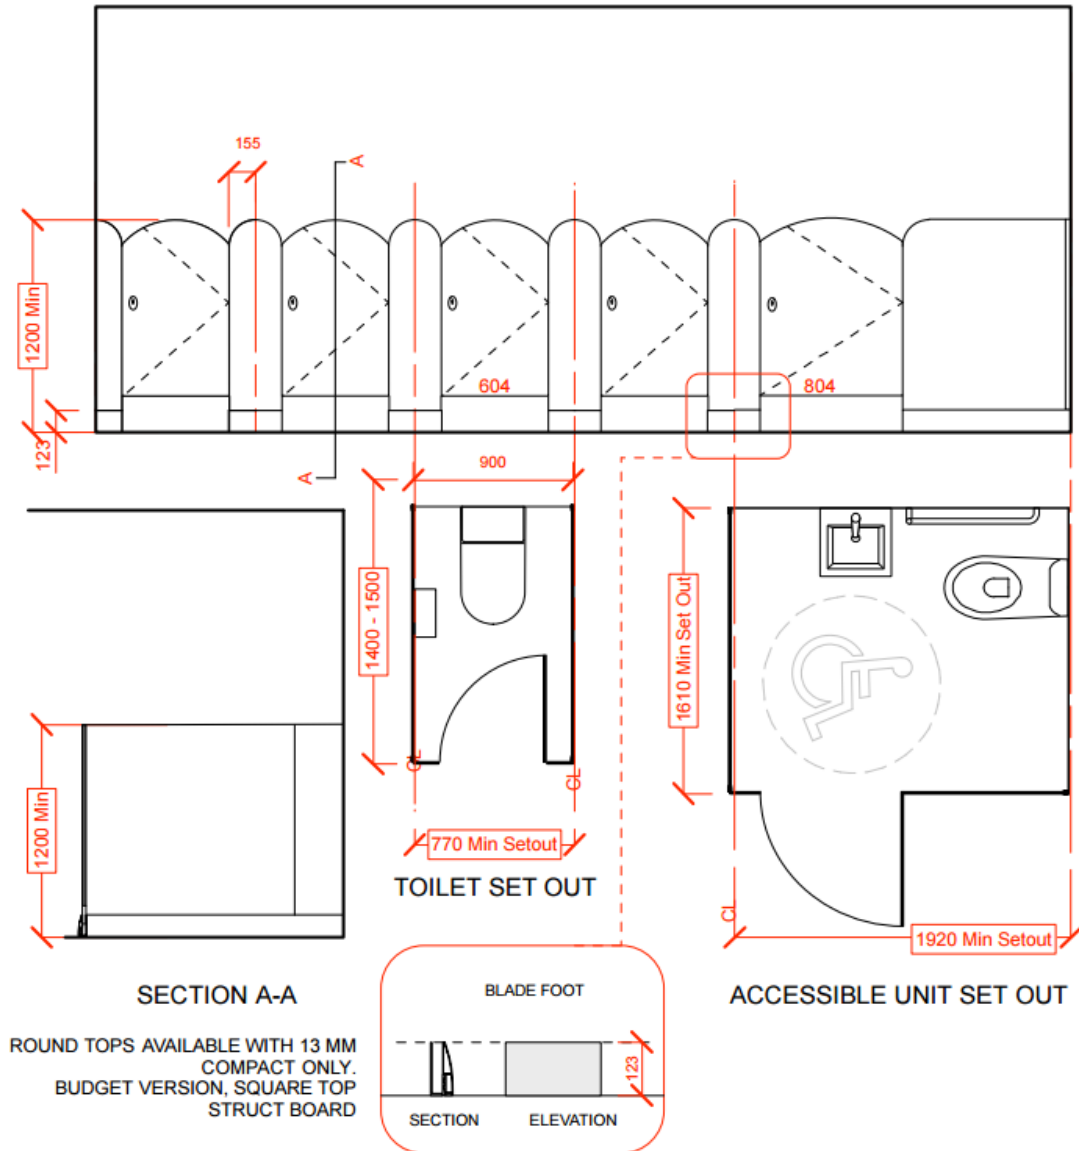 155
A
1200 Min
604
804
123
A
900
1400 - 1500
1610 Min Set Out
1200 Min
CL
CL
770 Min Setout
TOILET SET OUT
CL
1920 Min Setout
SECTION A-A
BLADE FOOT
ACCESSIBLE UNIT SET OUT
ROUND TOPS AVAILABLE WITH 13 MM
COMPACT ONLY.
BUDGET VERSION, SQUARE TOP
STRUCT BOARD
123
SECTION
ELEVATION